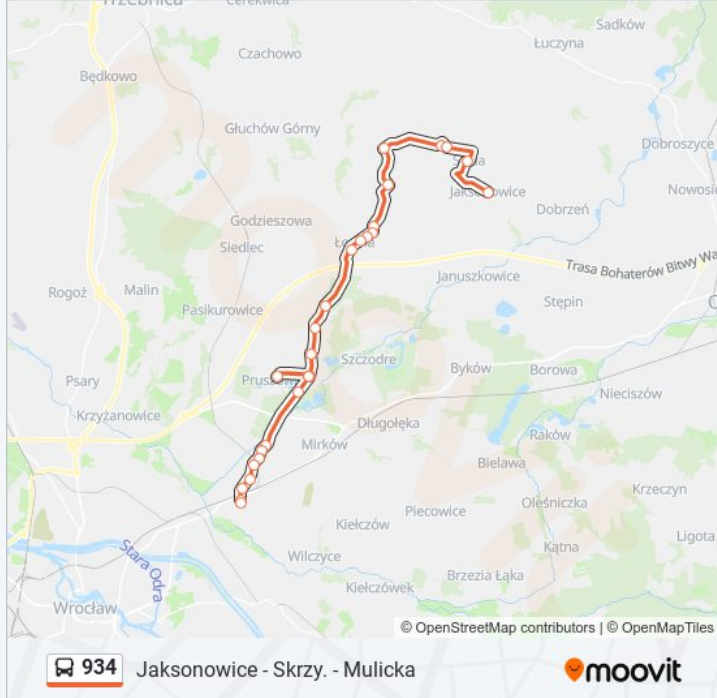 Trzebnica
Cerekwica
Sadków
Czachowo
Łuczyna
Będkowo
Głuchów Górny
Dobroszyce
Jaksonowice
Nowosi
Dobrzeń
Godzieszowa
Siedlec
Trasa Bohaterów Bitwy Wa
Januszkowice
Rogoż
Malin
Stępin
Pasikurowice
Szczodre
Byków
Borowa
Psary
Pruszow
Nieciszów
Krzyżanowice
Długołęka
Mirków
Raków
Bielawa
Krzeczyn
Oleśniczka
Piecowice
Kiełczów
Ligota
Kątna
Stara Odra
Wilczyce
Brzezia Łąka
Kiełczówek
Wrocław
© OpenStreetMap contributors | © OpenMapTiles
934 Jaksonowice - Skrzy. - Mulicka
moovit